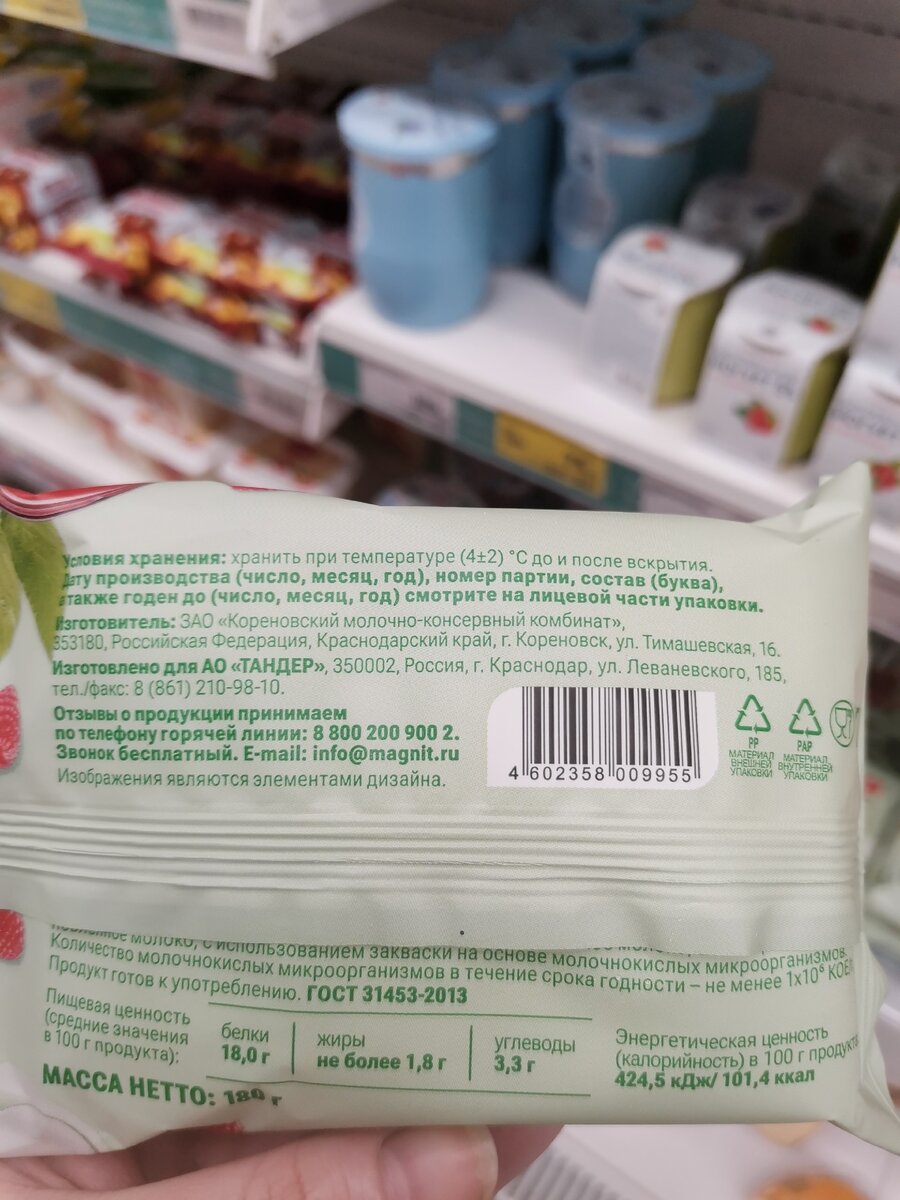 Условия хранения: хранить при температуре (4±2) °C до и после вскрытия.
Дату производства (число, месяц, год), номер партии, состав (буква),
а также годен до (число, месяц, год) смотрите на лицевой части упаковки.
Изготовитель: ЗАО «Кореновский молочно-консервный комбинат»,
353180, Российская Федерация, Краснодарский край, г. Кореновск, ул. Тимашевская, 16.
Изготовлено для АО «ТАНДЕР», 350002, Россия, г. Краснодар, ул. Леваневского, 185,
тел./факс: 8 (861) 210-98-10.
Отзывы о продукции принимаем
по телефону горячей линии: 8 800 200 900 2.
Звонок бесплатный. E-mail: info@magnit.ru
Изображения являются элементами дизайна.
4 602358 009955
PP
МАТЕРИАЛ
ВНЕШНЕЙ
УПАКОВКИ
PAP
МАТЕРИАЛ
ВНУТРЕННЕЙ
УПАКОВКИ
молоко, с использованием закваски на основе молочнокислых микроорганизмов.
Количество молочнокислых микроорганизмов в течение срока годности – не менее 1x10⁶ КОЕ/
Продукт готов к употреблению. ГОСТ 31453-2013
Пищевая ценность
(средние значения
в 100 г продукта):
белки
18,0 г
жиры
не более 1,8 г
углеводы
3,3 г
Энергетическая ценность
(калорийность) в 100 г продукта
424,5 кДж/ 101,4 ккал
МАССА НЕТТО: 180 г